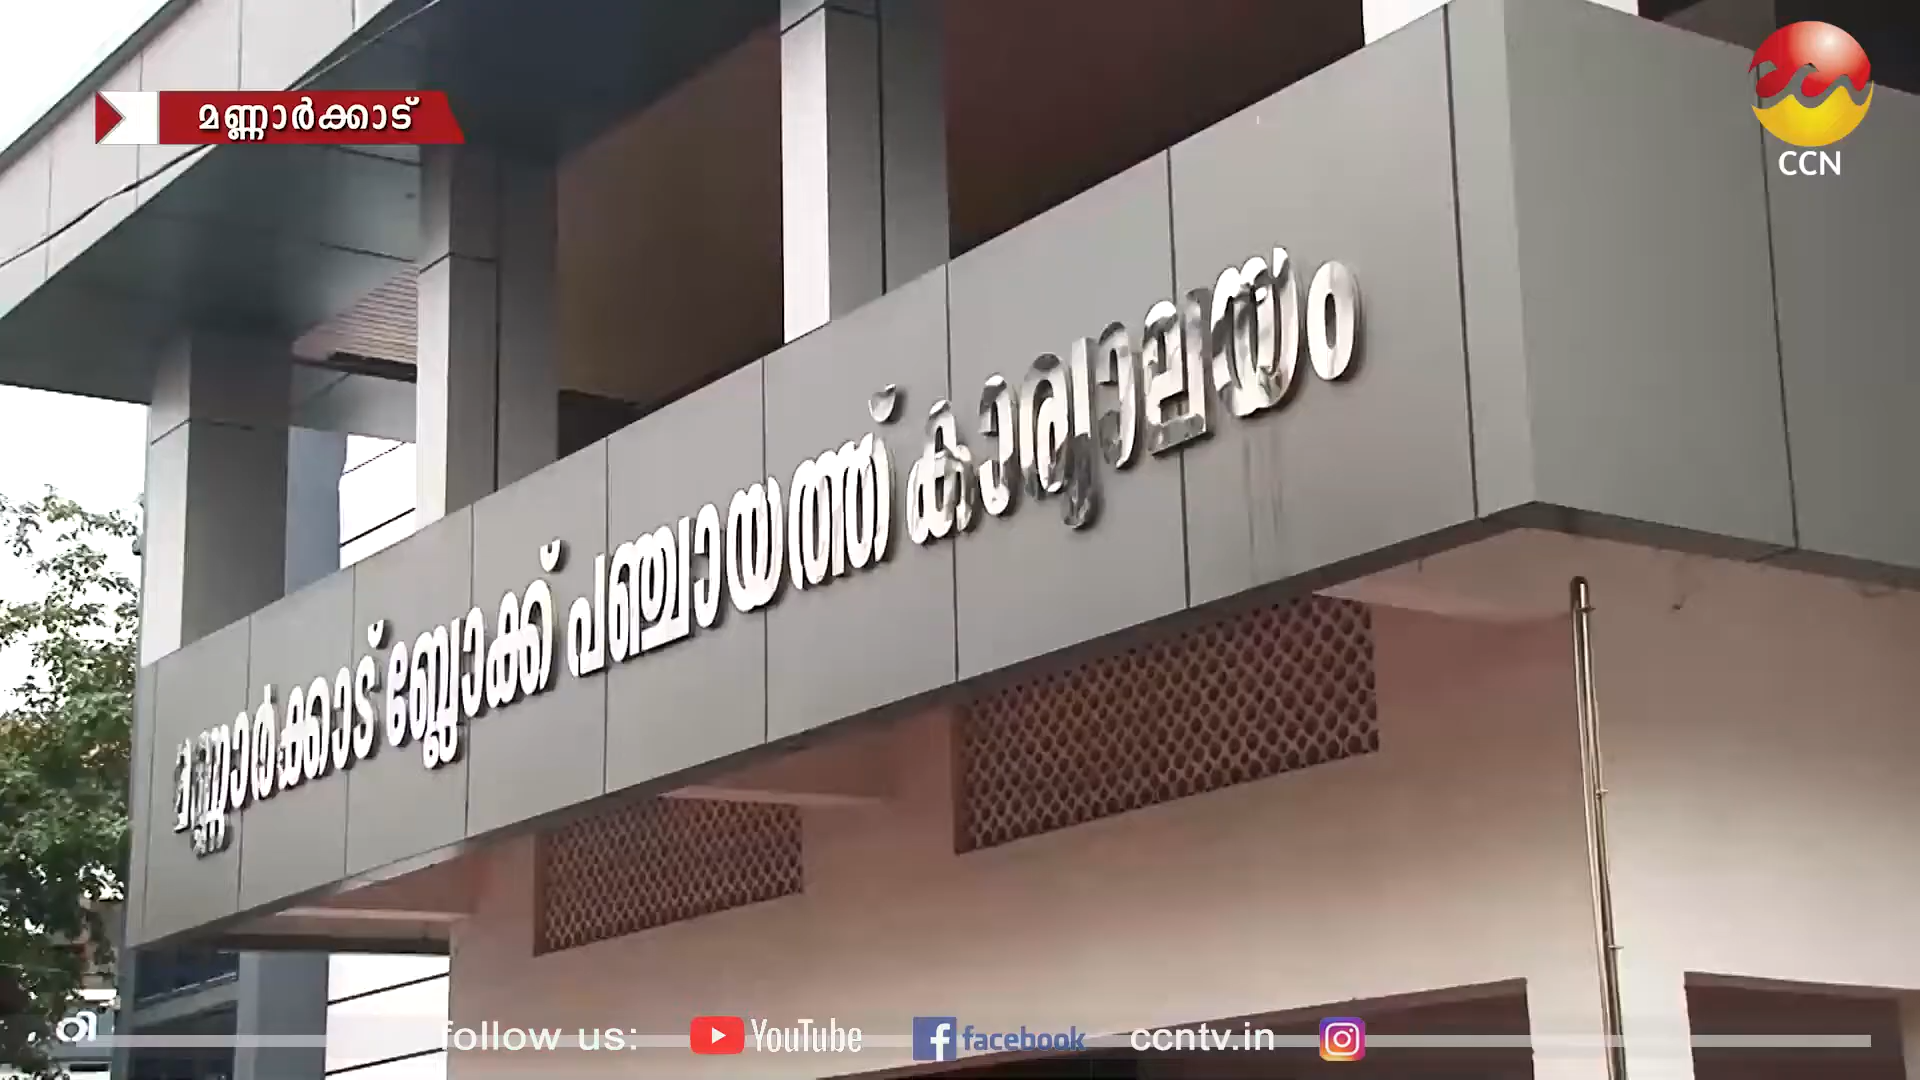 മണ്ണാർക്കാട്
CCN
മണ്ണാർക്കാട് ബ്ലോക്ക് പഞ്ചായത്ത് കാര്യാലയം
follow us: YouTube facebook ccntv.in